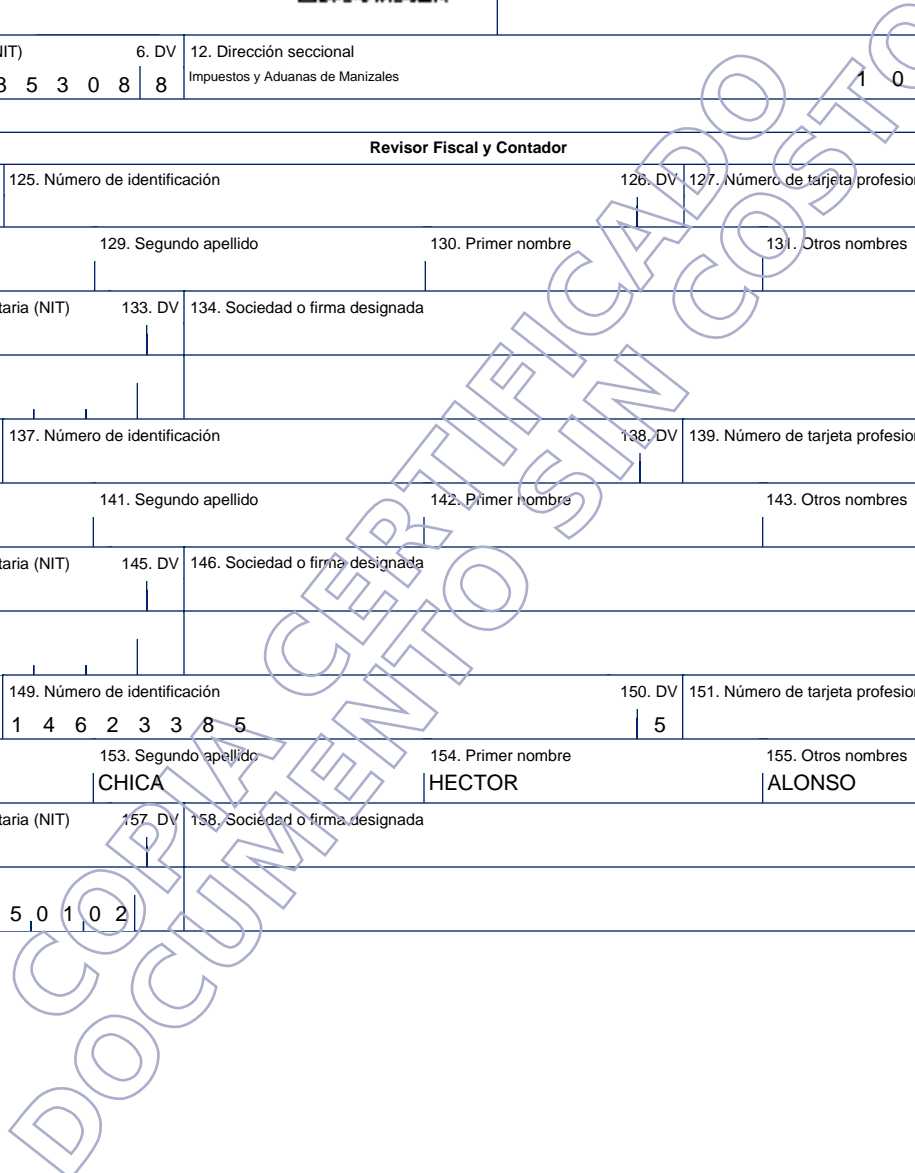 NIT) 6. DV 12. Dirección seccional
3 5 3 0 8 8 Impuestos y Aduanas de Manizales 1 0
Revisor Fiscal y Contador
125. Número de identificación 126. DV 127. Número de tarjeta profesion
129. Segundo apellido 130. Primer nombre 131. Otros nombres
taria (NIT) 133. DV 134. Sociedad o firma designada
137. Número de identificación 138. DV 139. Número de tarjeta profesion
141. Segundo apellido 142. Primer nombre 143. Otros nombres
taria (NIT) 145. DV 146. Sociedad o firma designada
149. Número de identificación 150. DV 151. Número de tarjeta profesion
1 4 6 2 3 3 8 5 5
153. Segundo apellido 154. Primer nombre 155. Otros nombres
CHICA HECTOR ALONSO
taria (NIT) 157. DV 158. Sociedad o firma designada
5 0 1 0 2
COPIA CERTIFICADO
DOCUMENTO SIN COSTO